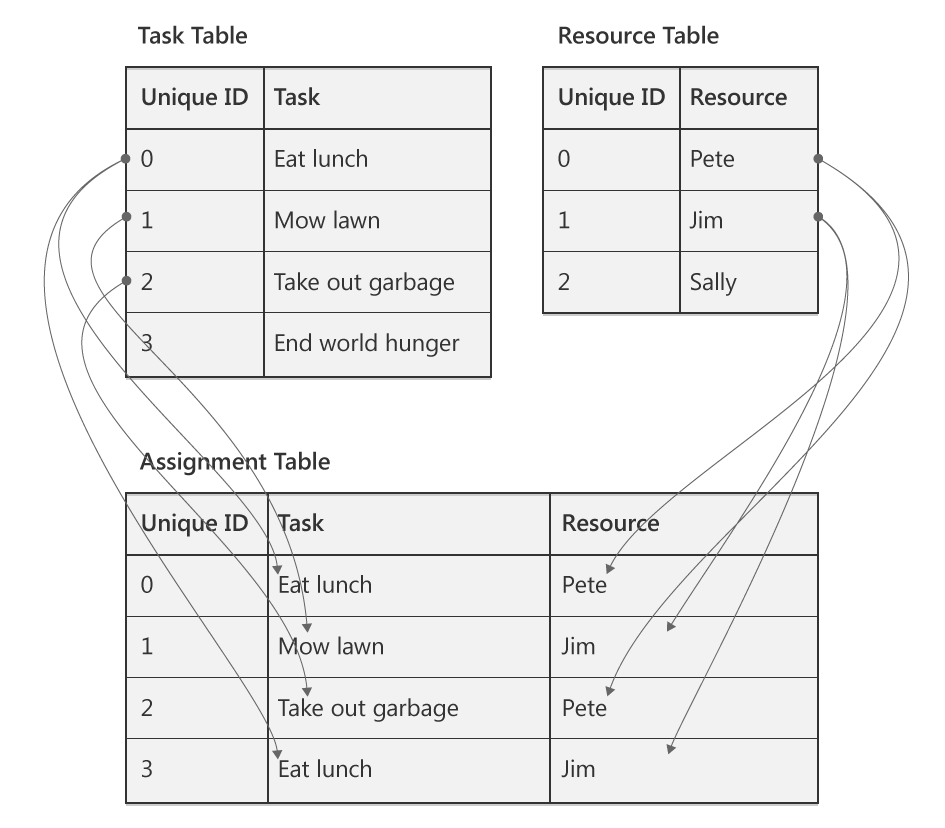 Task Table
Unique ID Task
0 Eat lunch
1 Mow lawn
2 Take out garbage
3 End world hunger
Resource Table
Unique ID Resource
0 Pete
1 Jim
2 Sally
Assignment Table
Unique ID Task Resource
0 Eat lunch Pete
1 Mow lawn Jim
2 Take out garbage Pete
3 Eat lunch Jim